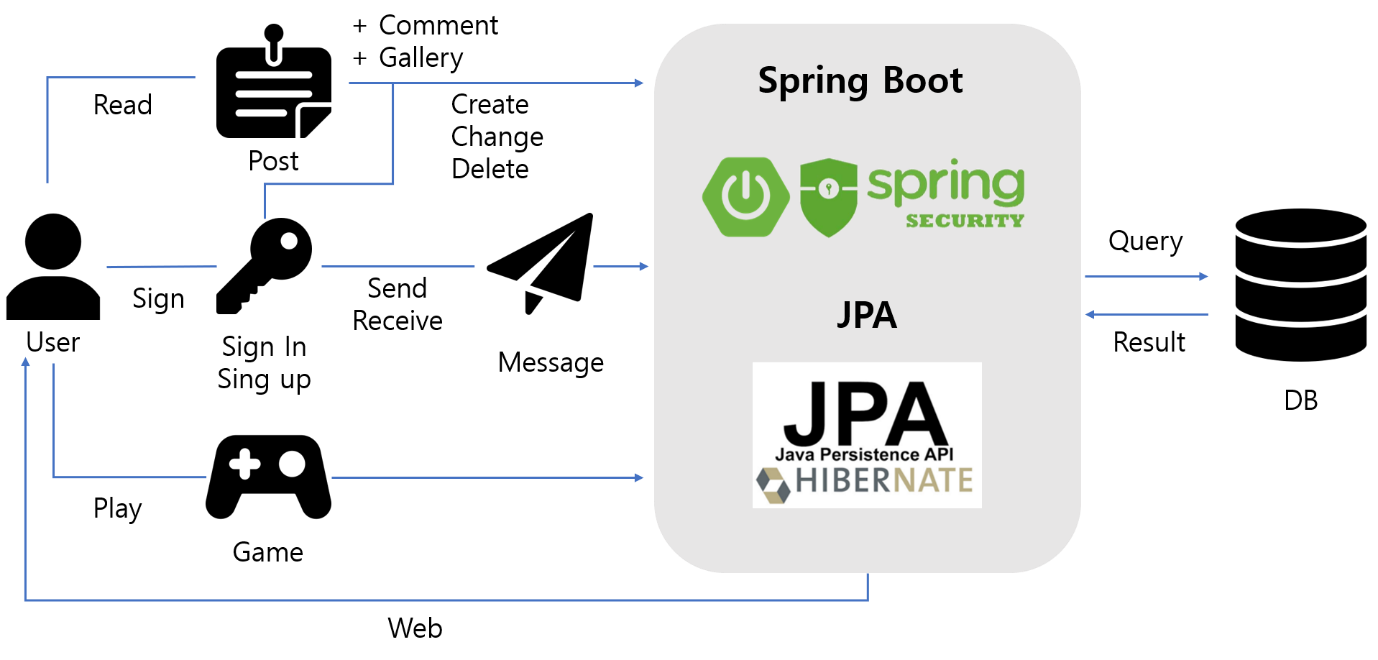 + Comment
+ Gallery
Read
Post
Create
Change
Delete
User
Sign
Sign In
Sing up
Send
Receive
Message
Play
Game
Web
Spring Boot
spring
SECURITY
JPA
JPA
Java Persistence API
HIBERNATE
Query
Result
DB